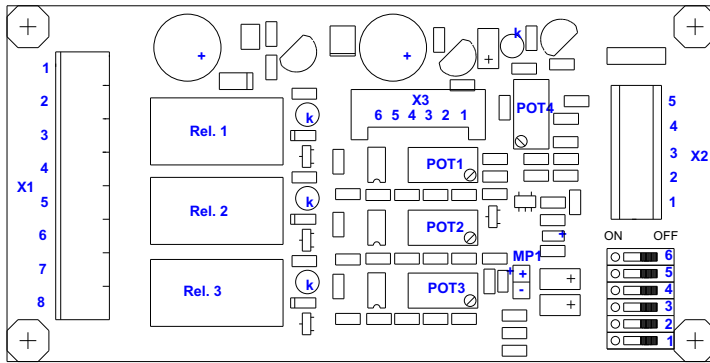 k
+
+
1
2
3
4
5
6
7
8
X1
Rel. 1
k
Rel. 2
k
Rel. 3
k
X3
6 5 4 3 2 1
POT4
POT1
POT2
POT3
MP1
+
+
-
+
+
+
+
5
4
3
2
1
X2
ON OFF
6
5
4
3
2
1